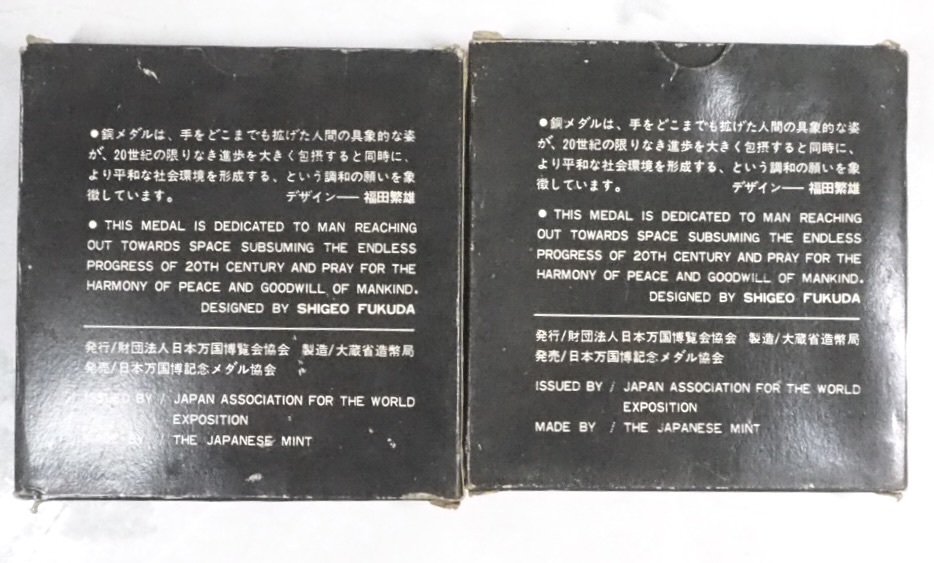 ●銅メダルは、手をどこまでも拡げた人間の具象的な姿
が、20世紀の限りなき進歩を大きく包摂すると同時に、
より平和な社会環境を形成する、という調和の願いを象
徴しています。 デザイン── 福田繁雄
● THIS MEDAL IS DEDICATED TO MAN REACHING
OUT TOWARDS SPACE SUBSUMING THE ENDLESS
PROGRESS OF 20TH CENTURY AND PRAY FOR THE
HARMONY OF PEACE AND GOODWILL OF MANKIND.
DESIGNED BY SHIGEO FUKUDA
発行/財団法人日本万国博覧会協会 製造/大蔵省造幣局
発売/日本万国博記念メダル協会
ISSUED BY / JAPAN ASSOCIATION FOR THE WORLD
EXPOSITION
BY / THE JAPANESE MINT
●銅メダルは、手をどこまでも拡げた人間の具象的な姿
が、20世紀の限りなき進歩を大きく包摂すると同時に、
より平和な社会環境を形成する、という調和の願いを象
徴しています。 デザイン── 福田繁雄
● THIS MEDAL IS DEDICATED TO MAN REACHING
OUT TOWARDS SPACE SUBSUMING THE ENDLESS
PROGRESS OF 20TH CENTURY AND PRAY FOR THE
HARMONY OF PEACE AND GOODWILL OF MANKIND.
DESIGNED BY SHIGEO FUKUDA
発行/財団法人日本万国博覧会協会 製造/大蔵省造幣局
発売/日本万国博記念メダル協会
ISSUED BY / JAPAN ASSOCIATION FOR THE WORLD
EXPOSITION
MADE BY / THE JAPANESE MINT